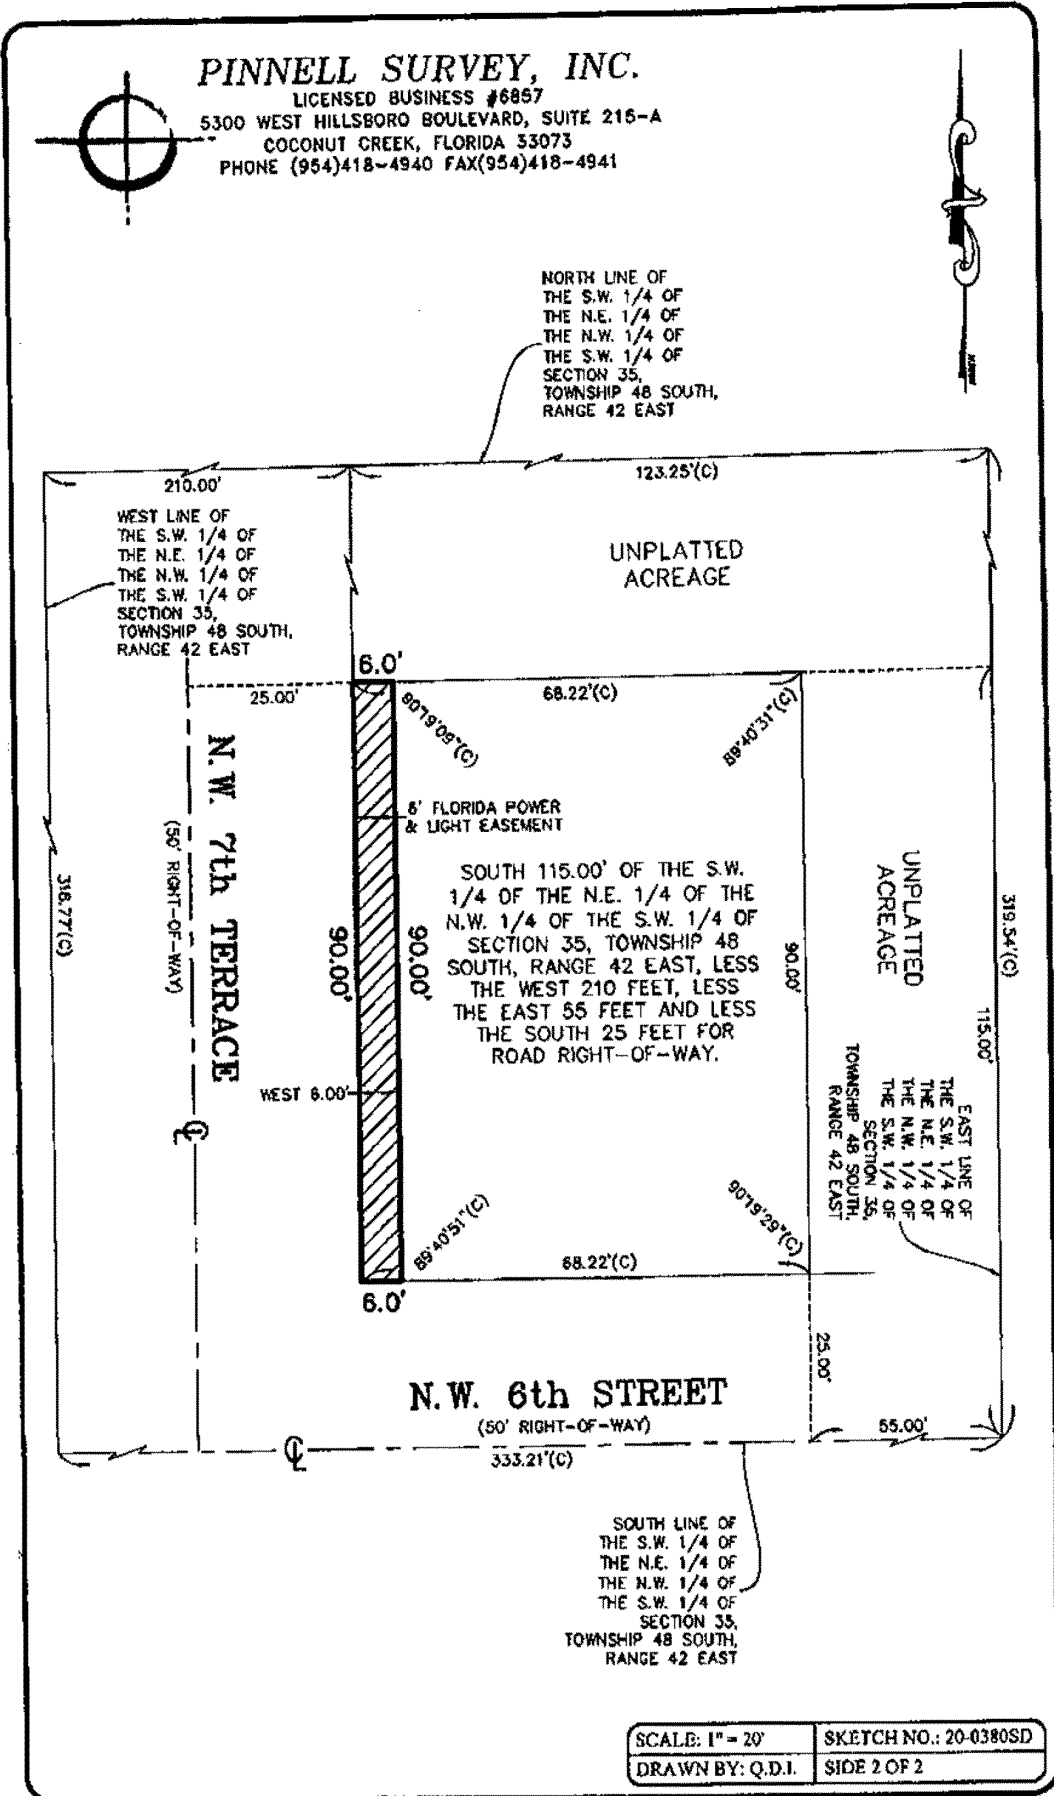 PINNELL SURVEY, INC.
LICENSED BUSINESS #6857
5300 WEST HILLSBORO BOULEVARD, SUITE 215-A
COCONUT CREEK, FLORIDA 33073
PHONE (954)418-4940 FAX(954)418-4941
NORTH LINE OF
THE S.W. 1/4 OF
THE N.E. 1/4 OF
THE N.W. 1/4 OF
THE S.W. 1/4 OF
SECTION 35,
TOWNSHIP 48 SOUTH,
RANGE 42 EAST
210.00'
123.25'(C)
WEST LINE OF
THE S.W. 1/4 OF
THE N.E. 1/4 OF
THE N.W. 1/4 OF
THE S.W. 1/4 OF
SECTION 35,
TOWNSHIP 48 SOUTH,
RANGE 42 EAST
UNPLATTED
ACREAGE
6.0'
25.00'
68.22'(C)
90°19'09"(C)
89°40'31"(C)
N.W. 7th TERRACE
(50' RIGHT-OF-WAY)
318.77'(C)
6' FLORIDA POWER
& LIGHT EASEMENT
SOUTH 115.00' OF THE S.W.
1/4 OF THE N.E. 1/4 OF THE
N.W. 1/4 OF THE S.W. 1/4 OF
SECTION 35, TOWNSHIP 48
SOUTH, RANGE 42 EAST, LESS
THE WEST 210 FEET, LESS
THE EAST 55 FEET AND LESS
THE SOUTH 25 FEET FOR
ROAD RIGHT-OF-WAY.
90.00'
90.00'
90.00'
UNPLATTED
ACREAGE
319.54'(C)
115.00'
WEST 6.00'
EAST LINE OF
THE S.W. 1/4 OF
THE N.E. 1/4 OF
THE N.W. 1/4 OF
THE S.W. 1/4 OF
SECTION 35,
TOWNSHIP 48 SOUTH,
RANGE 42 EAST
89°40'51"(C)
90°19'29"(C)
68.22'(C)
6.0'
25.00'
N.W. 6th STREET
(50' RIGHT-OF-WAY)
55.00'
333.21'(C)
SOUTH LINE OF
THE S.W. 1/4 OF
THE N.E. 1/4 OF
THE N.W. 1/4 OF
THE S.W. 1/4 OF
SECTION 35,
TOWNSHIP 48 SOUTH,
RANGE 42 EAST
SCALE: 1" = 20'
SKETCH NO.: 20-0380SD
DRAWN BY: Q.D.I.
SIDE 2 OF 2